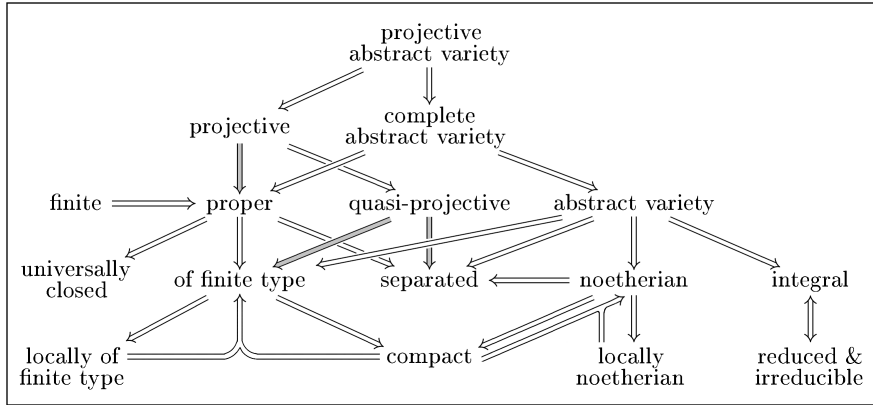 projective
abstract variety
projective
complete
abstract variety
finite
proper
quasi-projective
abstract variety
universally
closed
of finite type
separated
noetherian
integral
locally of
finite type
compact
locally
noetherian
reduced &
irreducible